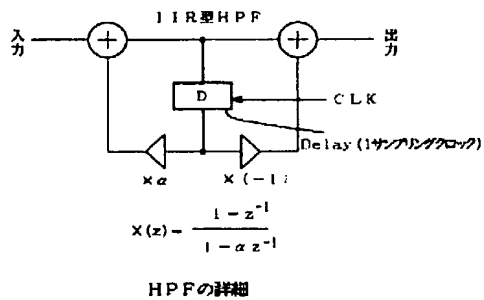 IIR型HPF
入力
出力
D
CLK
Delay(1サンプリングクロック)
×α
×(-1)
X(z)= 1-z⁻¹ / 1-αz⁻¹
HPFの詳細